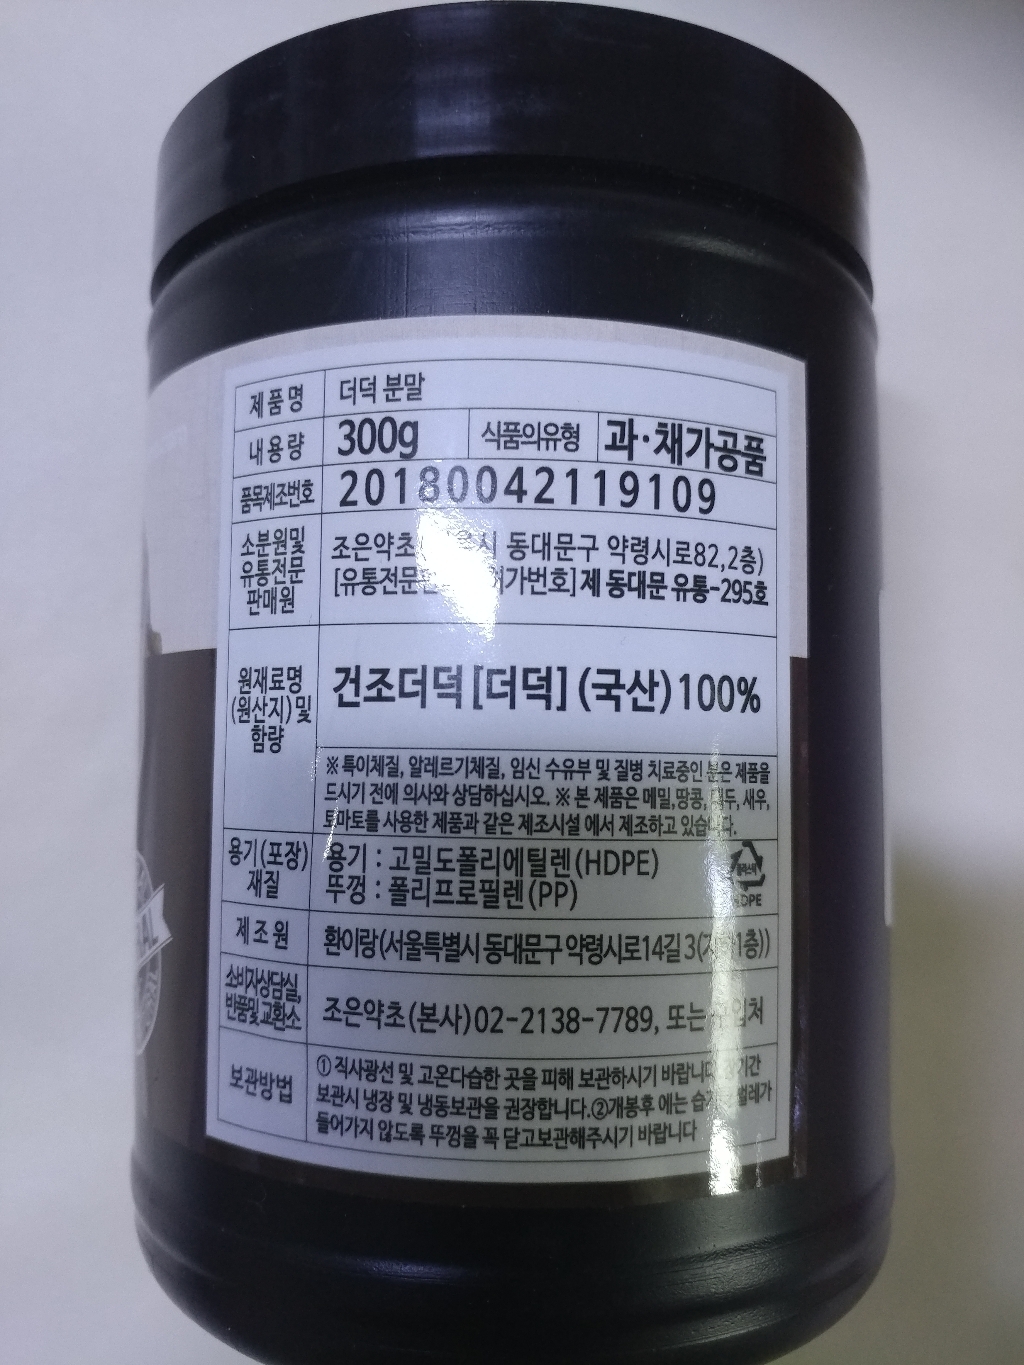 제품명 더덕 분말
내용량 300g 식품의유형 과·채가공품
품목제조번호 20180042119109
소분원및
유통전문
판매원
조은약초( 동대문구 약령시로82,2층)
[유통전문 허가번호] 제 동대문 유통-295호
원재료명
(원산지) 및
함량
건조더덕 [더덕] (국산) 100%
※ 특이체질, 알레르기체질, 임신 수유부 및 질병 치료중인 분은 제품을
드시기 전에 의사와 상담하십시오. ※ 본 제품은 메밀,땅콩, 대두, 새우,
토마토를 사용한 제품과 같은 제조시설 에서 제조하고 있습니다.
용기(포장)
재질
용기 : 고밀도폴리에틸렌(HDPE)
뚜껑 : 폴리프로필렌(PP)
플라스틱
HDPE
제조원 환이랑(서울특별시 동대문구 약령시로14길 3( 1층))
소비자상담실,
반품및교환소
조은약초(본사)02-2138-7789, 또는 구입처
보관방법
① 직사광선 및 고온다습한 곳을 피해 보관하시기 바랍니다
보관시 냉장 및 냉동보관을 권장합니다.②개봉후 에는 벌레가
들어가지 않도록 뚜껑을 꼭 닫고보관해주시기 바랍니다